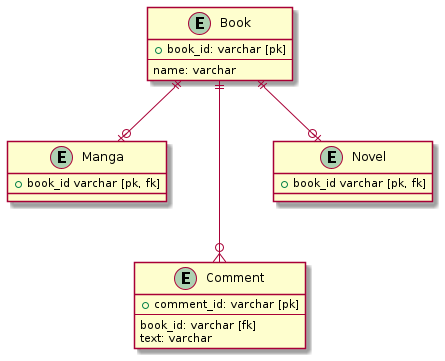 E Book
book_id: varchar [pk]
name: varchar
E Manga
book_id varchar [pk, fk]
E Novel
book_id varchar [pk, fk]
E Comment
comment_id: varchar [pk]
book_id: varchar [fk]
text: varchar